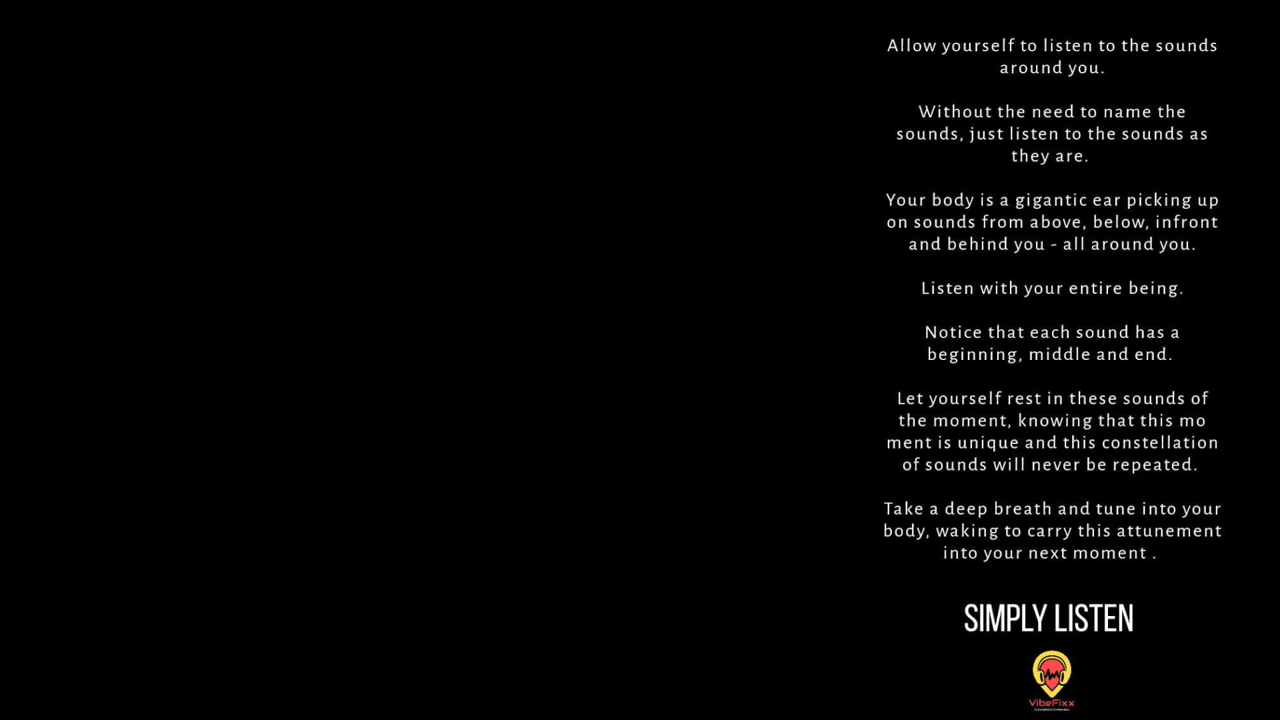 Allow yourself to listen to the sounds
around you.
Without the need to name the
sounds, just listen to the sounds as
they are.
Your body is a gigantic ear picking up
on sounds from above, below, infront
and behind you - all around you.
Listen with your entire being.
Notice that each sound has a
beginning, middle and end.
Let yourself rest in these sounds of
the moment, knowing that this mo
ment is unique and this constellation
of sounds will never be repeated.
Take a deep breath and tune into your
body, waking to carry this attunement
into your next moment .
SIMPLY LISTEN
VibeFixx